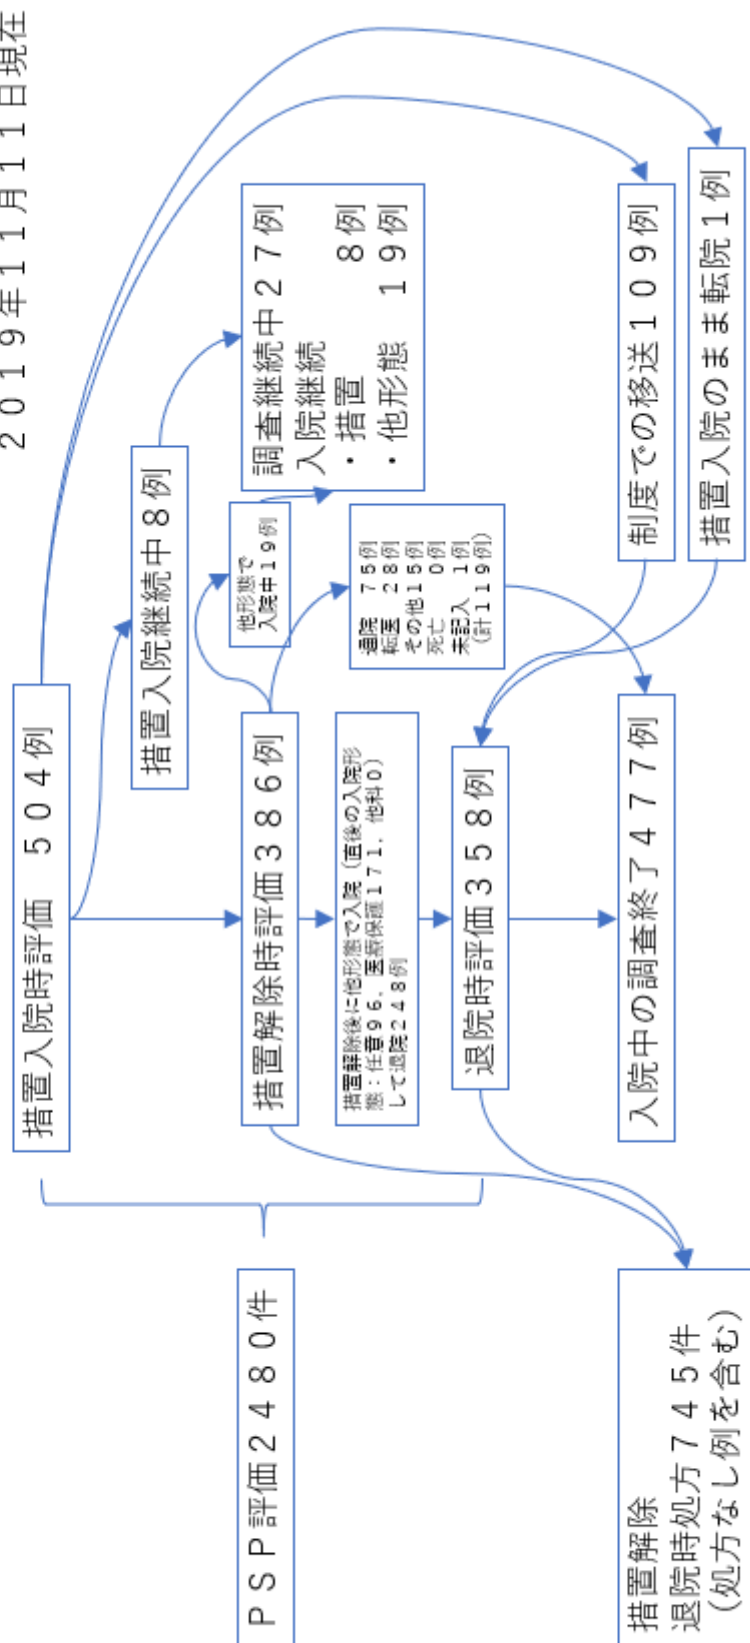 ２０１９年１１月１１日現在
措置入院時評価　５０４例
措置入院継続中８例
調査継続中２７例
入院継続
・措置　　　８例
・他形態　１９例
他形態で
入院中１９例
措置解除時評価３８６例
通院　７５例
転医　２８例
その他１５例
死亡　　０例
未記入　１例
（計１１９例）
措置解除後に他形態で入院（直後の入院形
態：任意９６，医療保護１７１，他科０）
して退院２４８例
退院時評価３５８例
制度での移送１０９例
措置入院のまま転院１例
入院中の調査終了４７７例
ＰＳＰ評価２４８０件
措置解除
退院時処方７４５件
（処方なし例を含む）